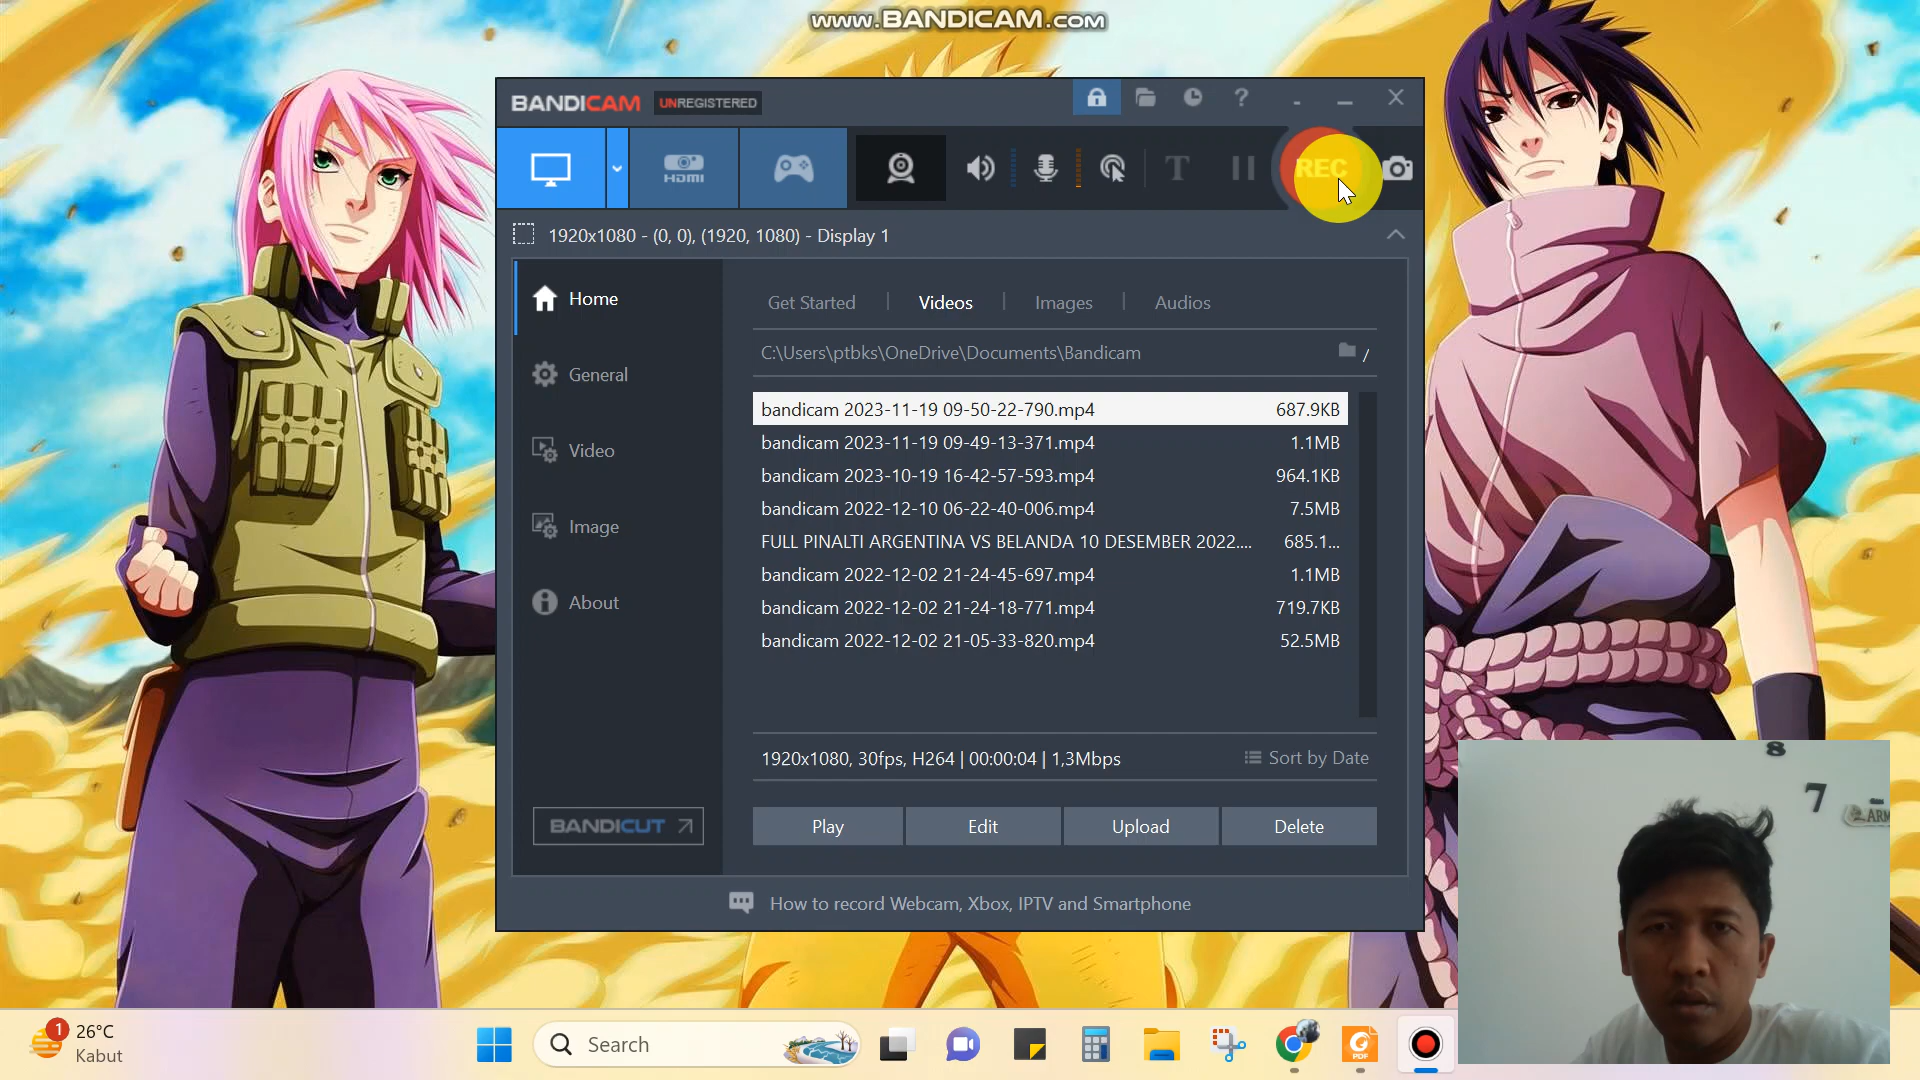 www.BANDICAM.com
BANDICAM UNREGISTERED
HDMI
T
REC
1920x1080 - (0, 0), (1920, 1080) - Display 1
Home
General
Video
Image
About
BANDICUT
Get Started | Videos | Images | Audios
C:\Users\ptbks\OneDrive\Documents\Bandicam
/
bandicam 2023-11-19 09-50-22-790.mp4 687.9KB
bandicam 2023-11-19 09-49-13-371.mp4 1.1MB
bandicam 2023-10-19 16-42-57-593.mp4 964.1KB
bandicam 2022-12-10 06-22-40-006.mp4 7.5MB
FULL PINALTI ARGENTINA VS BELANDA 10 DESEMBER 2022.... 685.1...
bandicam 2022-12-02 21-24-45-697.mp4 1.1MB
bandicam 2022-12-02 21-24-18-771.mp4 719.7KB
bandicam 2022-12-02 21-05-33-820.mp4 52.5MB
1920x1080, 30fps, H264 | 00:00:04 | 1,3Mbps
Sort by Date
Play
Edit
Upload
Delete
How to record Webcam, Xbox, IPTV and Smartphone
8
7
ARM
1
26°C
Kabut
Search
PDF